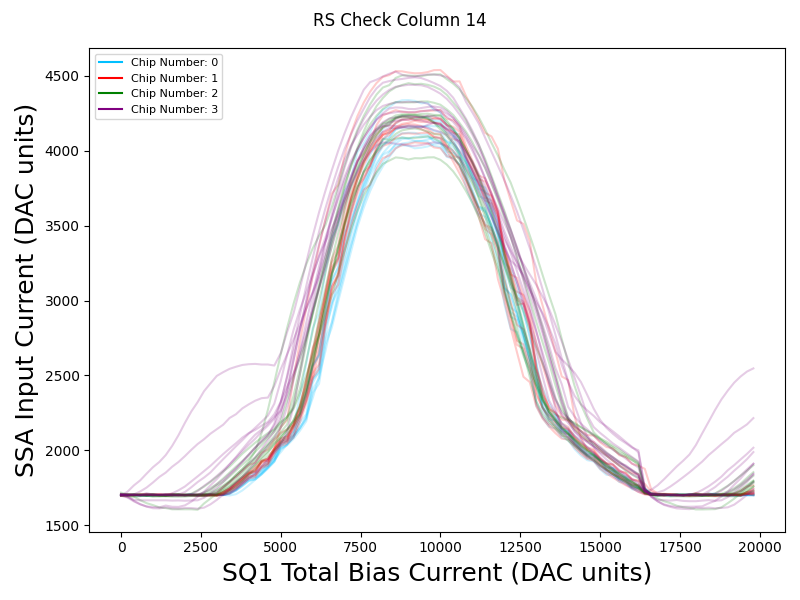 RS Check Column 14
Chip Number: 0
Chip Number: 1
Chip Number: 2
Chip Number: 3
SSA Input Current (DAC units)
4500
4000
3500
3000
2500
2000
1500
0 2500 5000 7500 10000 12500 15000 17500 20000
SQ1 Total Bias Current (DAC units)